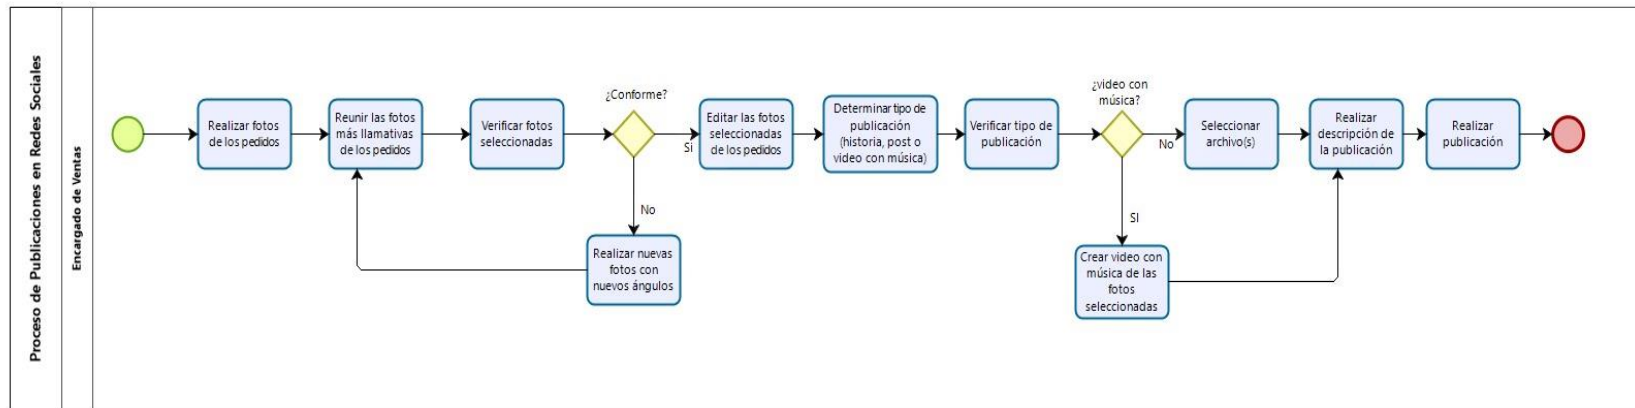 Proceso de Publicaciones en Redes Sociales
Encargado de Ventas
Realizar fotos
de los pedidos
Reunir las fotos
más llamativas
de los pedidos
Verificar fotos
seleccionadas
¿Conforme?
Si
No
Realizar nuevas
fotos con
nuevos ángulos
Editar las fotos
seleccionadas
de los pedidos
Determinar tipo de
publicación
(historia, post o
video con música)
Verificar tipo de
publicación
¿video con
música?
No
SI
Crear video con
música de las
fotos
seleccionadas
Seleccionar
archivo(s)
Realizar
descripción de
la publicación
Realizar
publicación